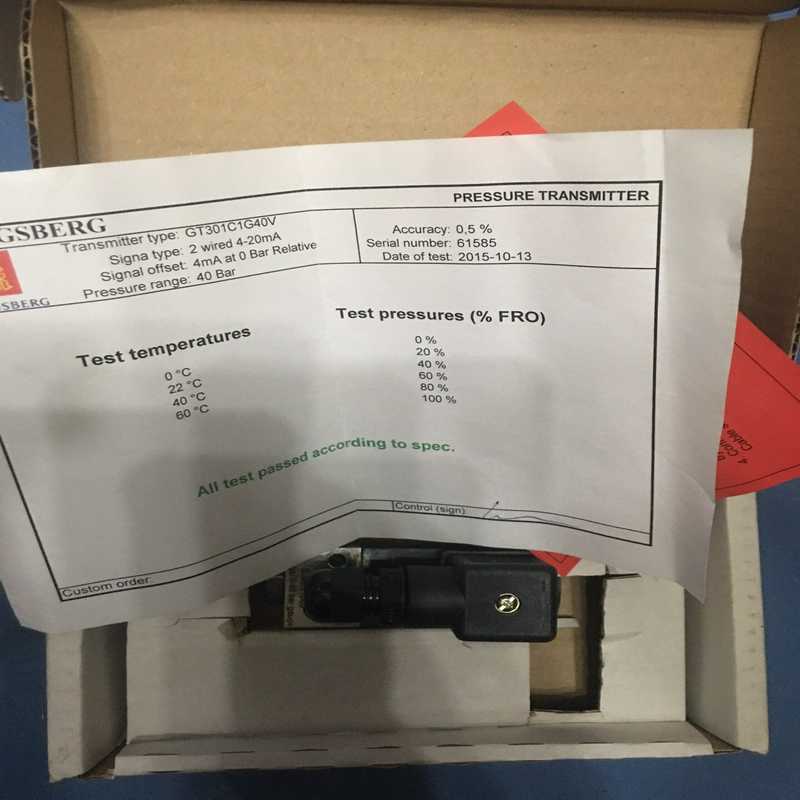 GSBERG
PRESSURE TRANSMITTER
Transmitter type: GT301C1G40V
Signa type: 2 wired 4-20mA
Signal offset: 4mA at 0 Bar Relative
Pressure range: 40 Bar
Accuracy: 0,5 %
Serial number: 61585
Date of test: 2015-10-13
SBERG
Test temperatures
0 °C
22 °C
40 °C
60 °C
Test pressures (% FRO)
0 %
20 %
40 %
60 %
80 %
100 %
All test passed according to spec.
Control (sign):
Custom order:
4. Con
Cable